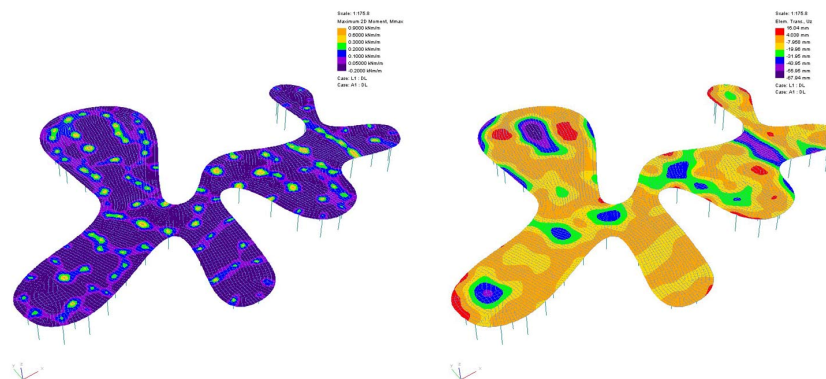 Scale: 1:175.8
Maximum 2D Moment, Mmax
0.9000 kNm/m
0.6000 kNm/m
0.3000 kNm/m
0.2000 kNm/m
0.1000 kNm/m
0.05000 kNm/m
-0.2000 kNm/m
Case: L1 : DL
Case: A1 : DL
Scale: 1:175.8
Elem. Trans., Uz
16.04 mm
4.039 mm
-7.958 mm
-19.96 mm
-31.95 mm
-43.95 mm
-55.95 mm
-67.94 mm
Case: L1 : DL
Case: A1 : DL